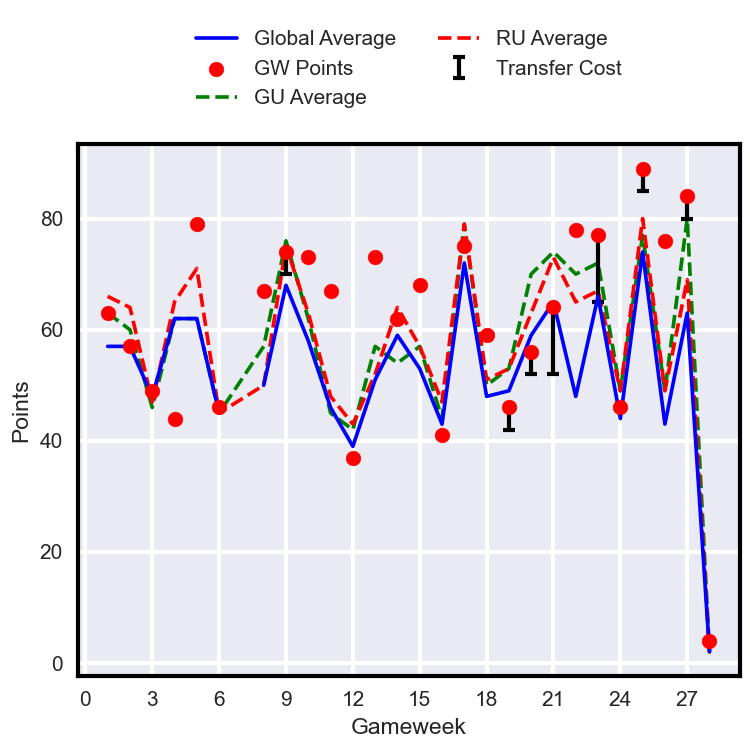 Global Average
GW Points
GU Average
RU Average
Transfer Cost
Points
80
60
40
20
0
0 3 6 9 12 15 18 21 24 27
Gameweek